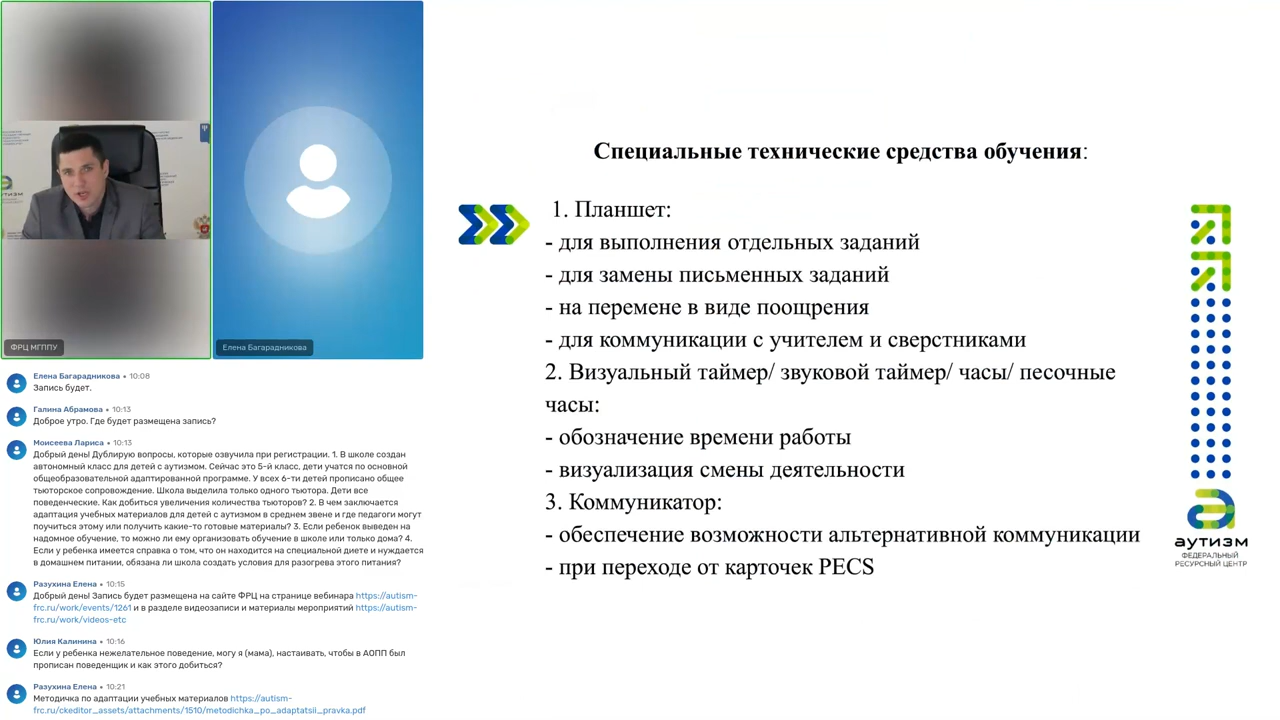 ФРЦ МГППУ
Елена Багарадникова
Елена Багарадникова • 10:08
Запись будет.
Галина Абрамова • 10:13
Доброе утро. Где будет размещена запись?
Моисеева Лариса • 10:13
Добрый день! Дублирую вопросы, которые озвучила при регистрации. 1. В школе создан
автономный класс для детей с аутизмом. Сейчас это 5-й класс, дети учатся по основной
общеобразовательной адаптированной программе. У всех 6-ти детей прописано общее
тьюторское сопровождение. Школа выделила только одного тьютора. Дети все
поведенческие. Как добиться увеличения количества тьюторов? 2. В чем заключается
адаптация учебных материалов для детей с аутизмом в среднем звене и где педагоги могут
поучиться этому или получить какие-то готовые материалы? 3. Если ребенок выведен на
надомное обучение, то можно ли ему организовать обучение в школе или только дома? 4.
Если у ребенка имеется справка о том, что он находится на специальной диете и нуждается
в домашнем питании, обязана ли школа создать условия для разогрева этого питания?
Разухина Елена • 10:15
Добрый день! Запись будет размещена на сайте ФРЦ на странице вебинара https://autism-
frc.ru/work/events/1261 и в разделе видеозаписи и материалы мероприятий https://autism-
frc.ru/work/videos-etc
Юлия Калинина • 10:16
Если у ребенка нежелательное поведение, могу я (мама), настаивать, чтобы в АОПП был
прописан поведенщик и как этого добиться?
Разухина Елена • 10:21
Методичка по адаптации учебных материалов https://autism-
frc.ru/ckeditor_assets/attachments/1510/metodichka_po_adaptatsii_pravka.pdf
Специальные технические средства обучения:
1. Планшет:
- для выполнения отдельных заданий
- для замены письменных заданий
- на перемене в виде поощрения
- для коммуникации с учителем и сверстниками
2. Визуальный таймер/ звуковой таймер/ часы/ песочные
часы:
- обозначение времени работы
- визуализация смены деятельности
3. Коммуникатор:
- обеспечение возможности альтернативной коммуникации
- при переходе от карточек PECS
аутизм
ФЕДЕРАЛЬНЫЙ
РЕСУРСНЫЙ ЦЕНТР